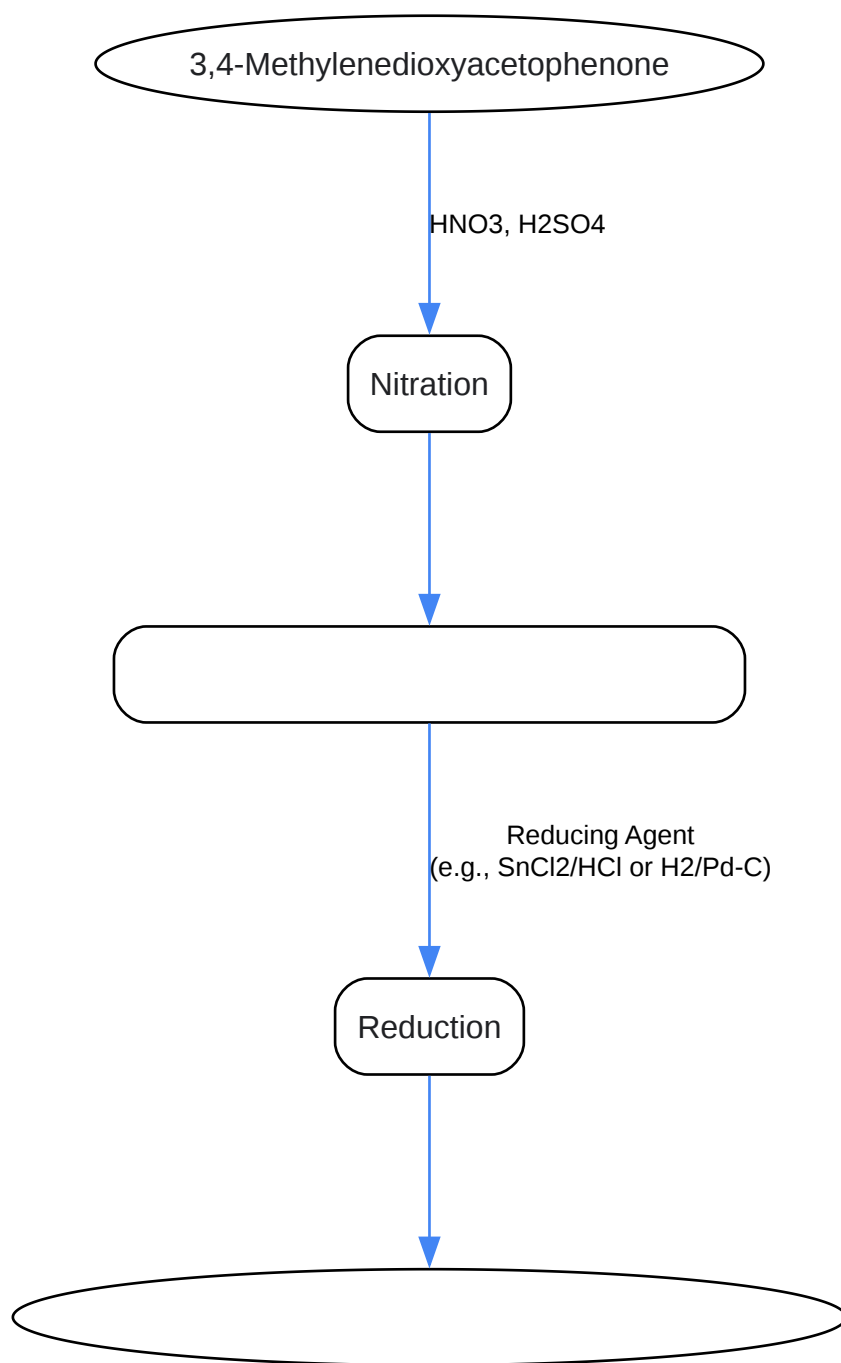 3,4-Methylenedioxyacetophenone
HNO3, H2SO4
Nitration
Reducing Agent
(e.g., SnCl2/HCl or H2/Pd-C)
Reduction